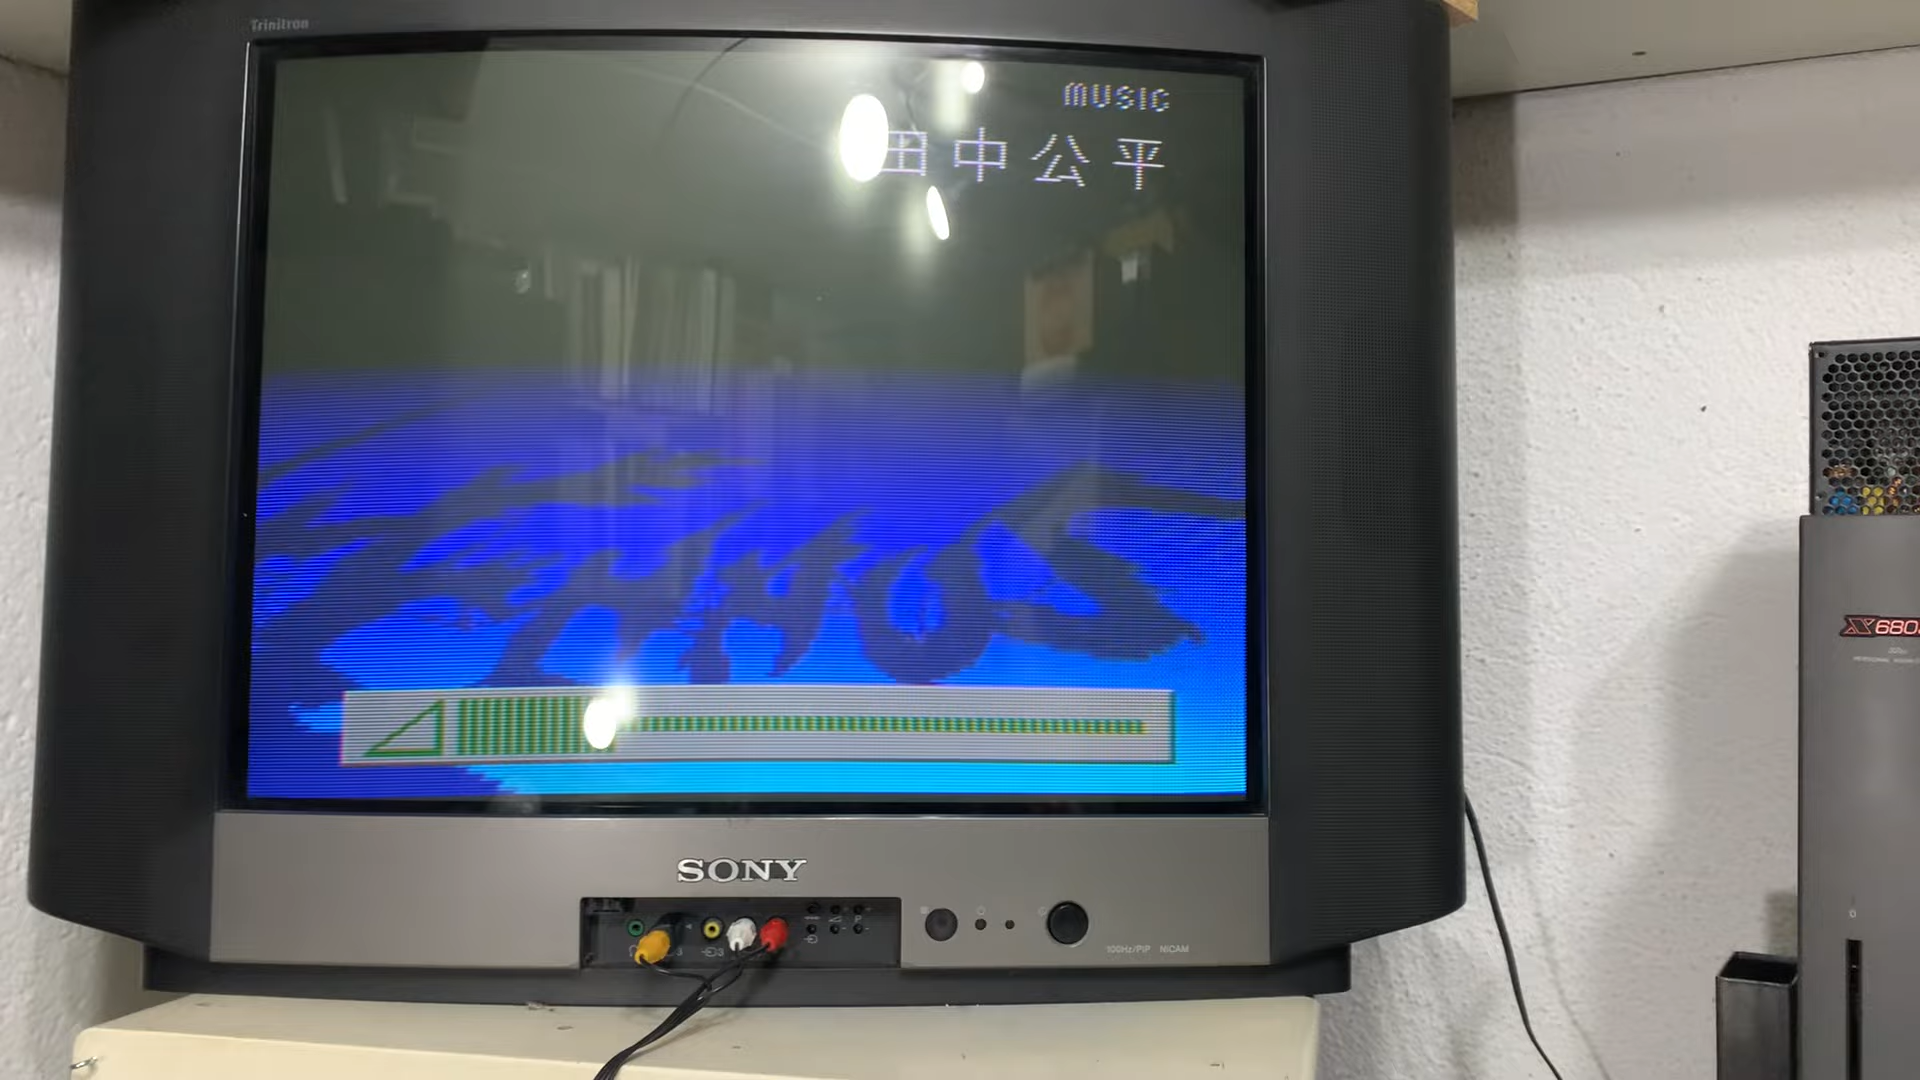 Trinitron
MUSIC
田中公平
SONY
100Hz/PIP NICAM
X680